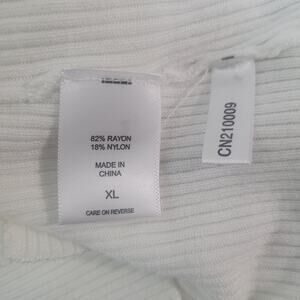 82% RAYON
18% NYLON
MADE IN
CHINA
XL
CARE ON REVERSE
CN210009